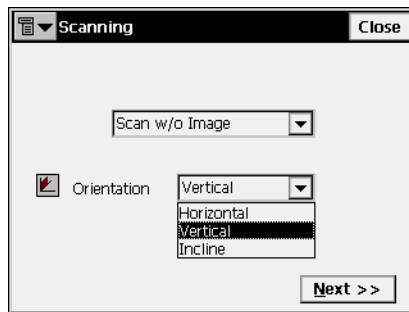 Scanning Close
Scan w/o Image
Orientation Vertical
Horizontal
Vertical
Incline
Next >>